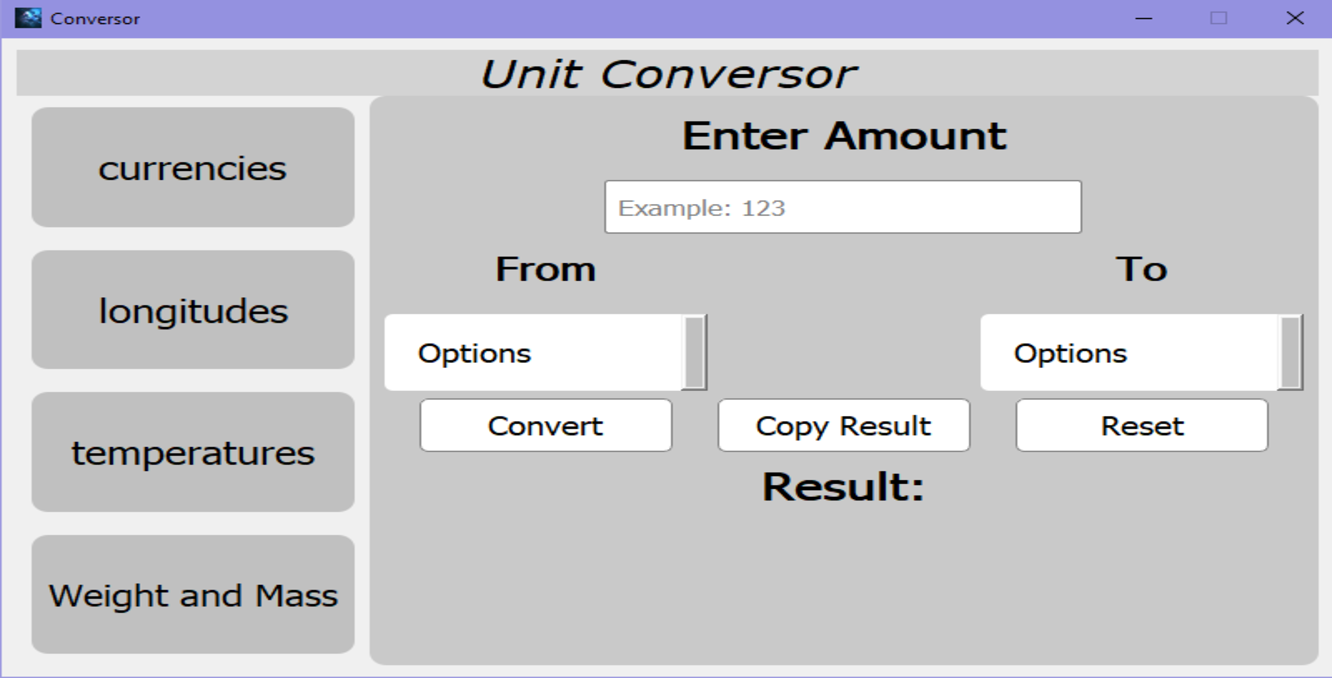 Conversor
Unit Conversor
currencies
longitudes
temperatures
Weight and Mass
Enter Amount
Example: 123
From
To
Options
Options
Convert
Copy Result
Reset
Result: